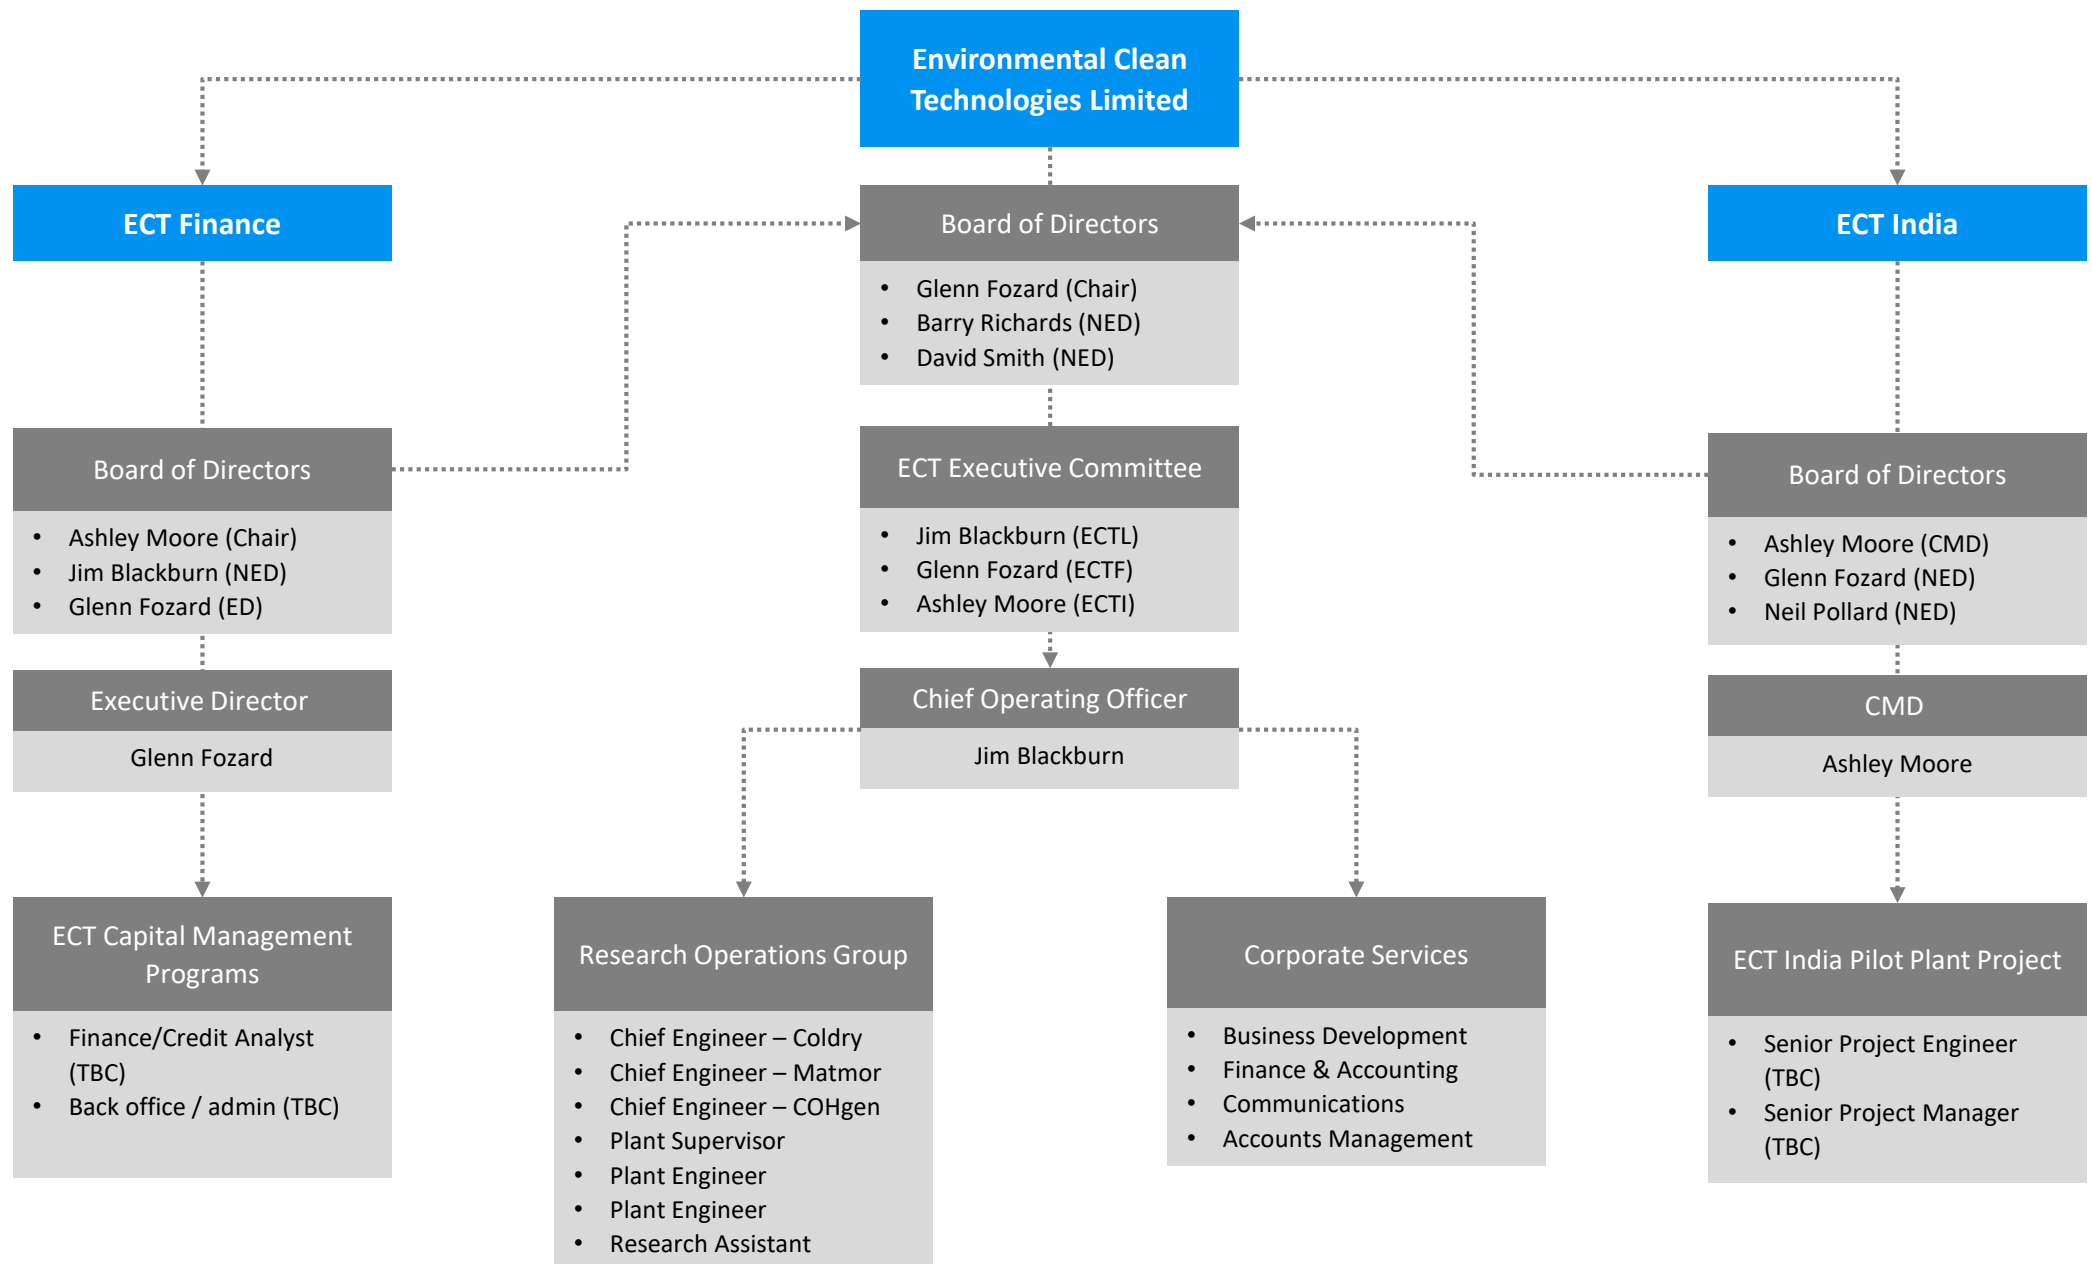 Environmental Clean
Technologies Limited
ECT Finance
Board of Directors
ECT India
• Glenn Fozard (Chair)
• Barry Richards (NED)
• David Smith (NED)
Board of Directors
• Ashley Moore (Chair)
• Jim Blackburn (NED)
• Glenn Fozard (ED)
ECT Executive Committee
• Jim Blackburn (ECTL)
• Glenn Fozard (ECTF)
• Ashley Moore (ECTI)
Board of Directors
• Ashley Moore (CMD)
• Glenn Fozard (NED)
• Neil Pollard (NED)
Executive Director
Glenn Fozard
Chief Operating Officer
Jim Blackburn
CMD
Ashley Moore
ECT Capital Management
Programs
• Finance/Credit Analyst
(TBC)
• Back office / admin (TBC)
Research Operations Group
• Chief Engineer – Coldry
• Chief Engineer – Matmor
• Chief Engineer – COHgen
• Plant Supervisor
• Plant Engineer
• Plant Engineer
• Research Assistant
Corporate Services
• Business Development
• Finance & Accounting
• Communications
• Accounts Management
ECT India Pilot Plant Project
• Senior Project Engineer
(TBC)
• Senior Project Manager
(TBC)